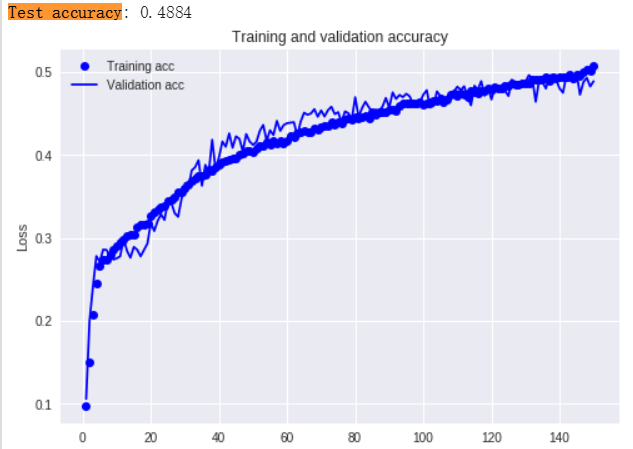 Test accuracy: 0.4884
Training and validation accuracy
Training acc
Validation acc
Loss
0.5
0.4
0.3
0.2
0.1
0 20 40 60 80 100 120 140